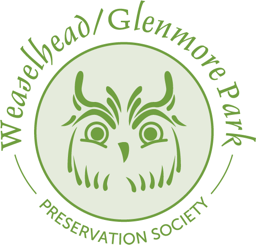 Weaselhead/Glenmore Park
PRESERVATION SOCIETY